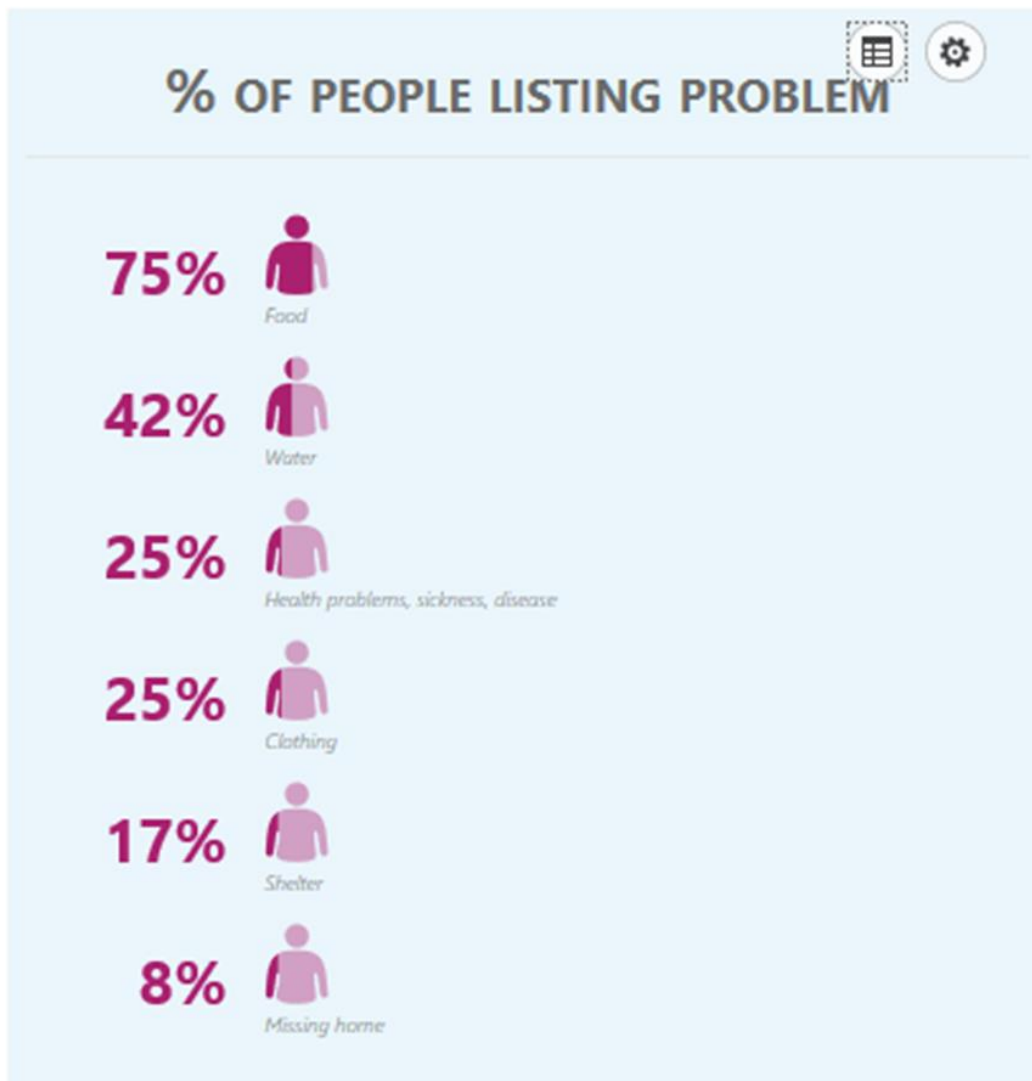 % OF PEOPLE LISTING PROBLEM
75%
Food
42%
Water
25%
Health problems, sickness, disease
25%
Clothing
17%
Shelter
8%
Missing home